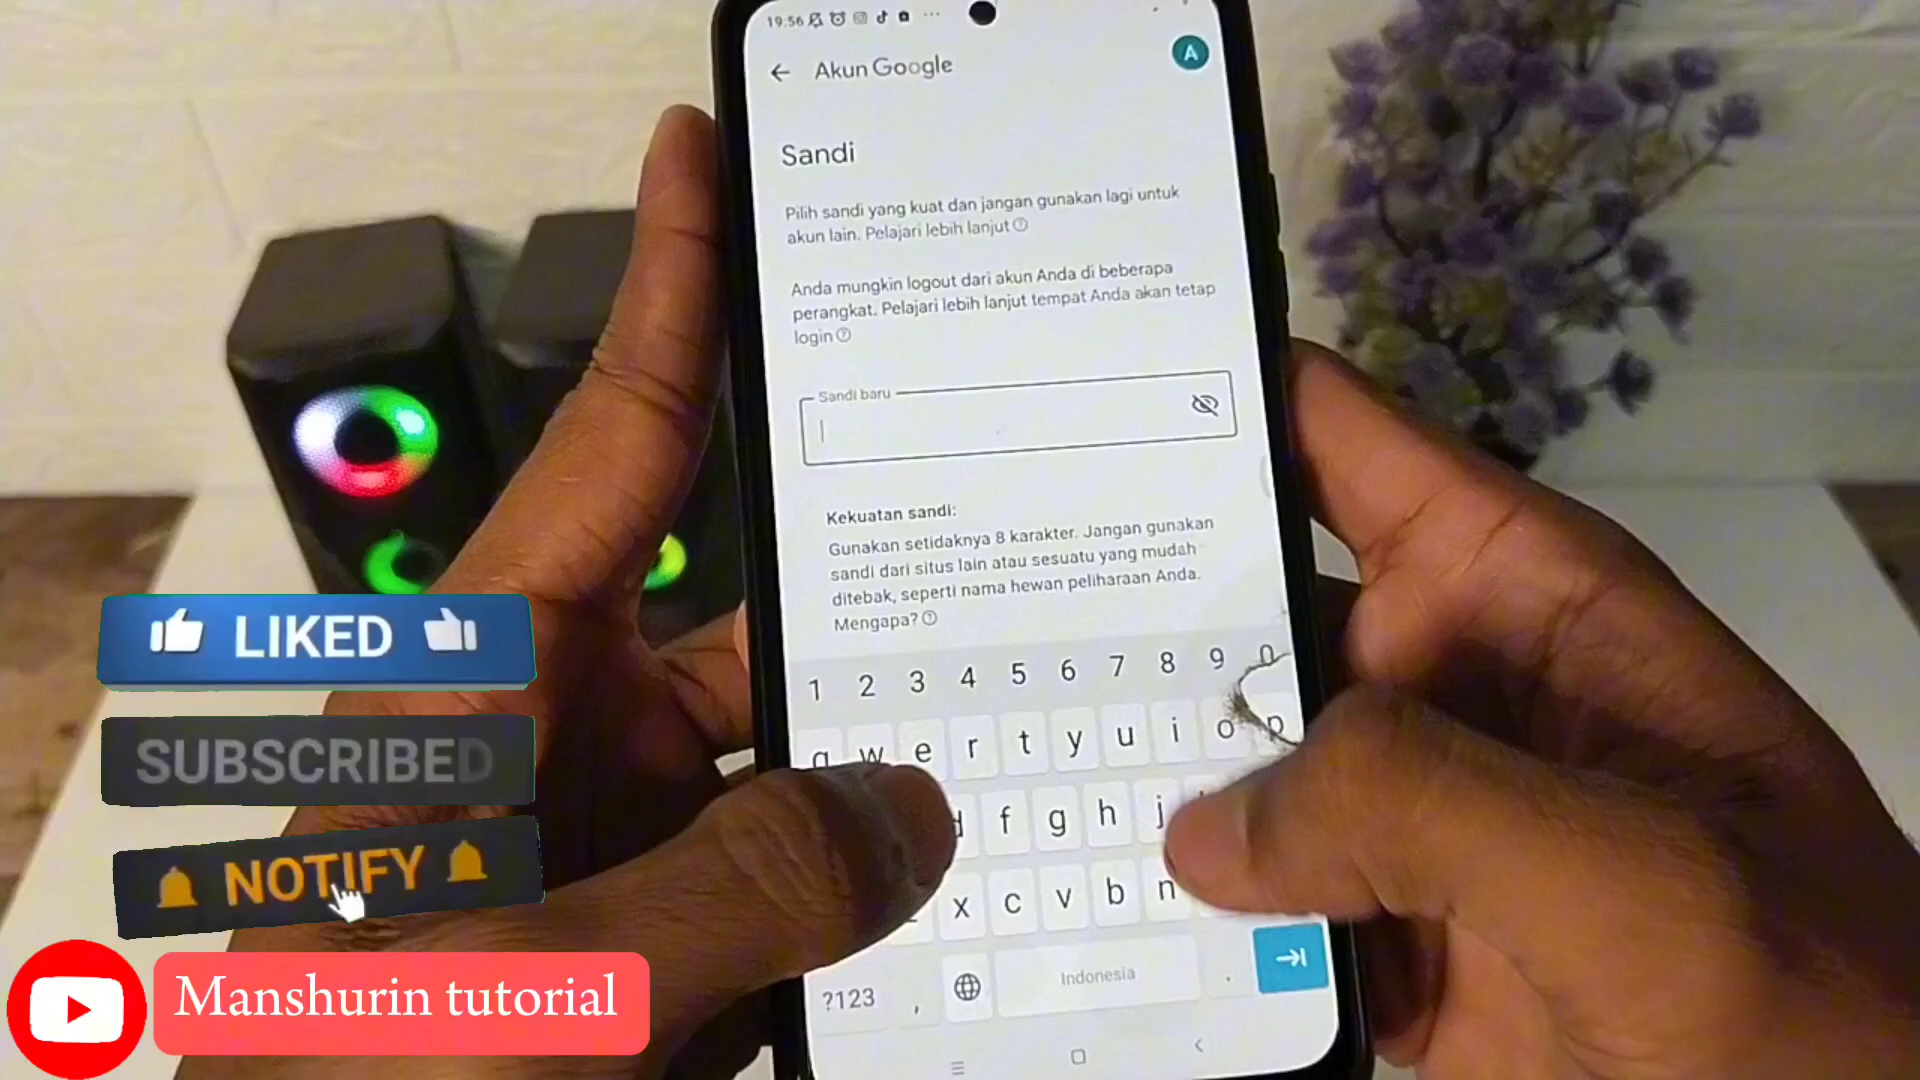 19:56
Akun Google
A
Sandi
Pilih sandi yang kuat dan jangan gunakan lagi untuk
akun lain. Pelajari lebih lanjut
Anda mungkin logout dari akun Anda di beberapa
perangkat. Pelajari lebih lanjut tempat Anda akan tetap
login
Sandi baru
Kekuatan sandi:
Gunakan setidaknya 8 karakter. Jangan gunakan
sandi dari situs lain atau sesuatu yang mudah
ditebak, seperti nama hewan peliharaan Anda.
Mengapa?
1 2 3 4 5 6 7 8 9 0
q w e r t y u i o p
d f g h j
x c v b n
?123 , Indonesia .
LIKED
SUBSCRIBED
NOTIFY
Manshurin tutorial